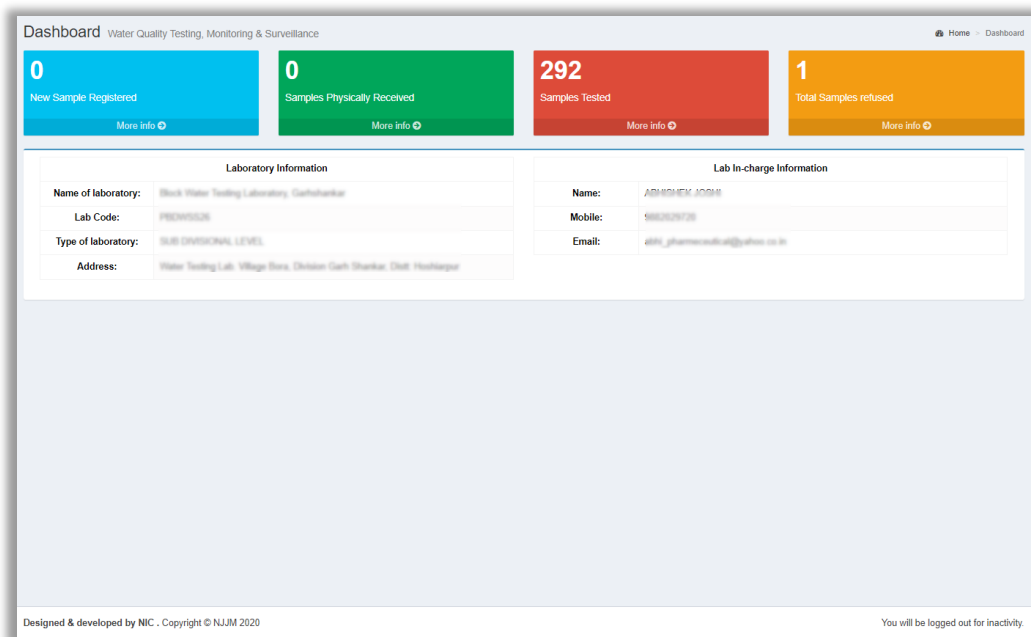 Dashboard Water Quality Testing, Monitoring & Surveillance
Home > Dashboard
0
New Sample Registered
More info
0
Samples Physically Received
More info
292
Samples Tested
More info
1
Total Samples refused
More info
Laboratory Information
Name of laboratory:
Lab Code:
Type of laboratory:
Address:
Lab In-charge Information
Name:
Mobile:
Email:
Designed & developed by NIC . Copyright © NJJM 2020
You will be logged out for inactivity.